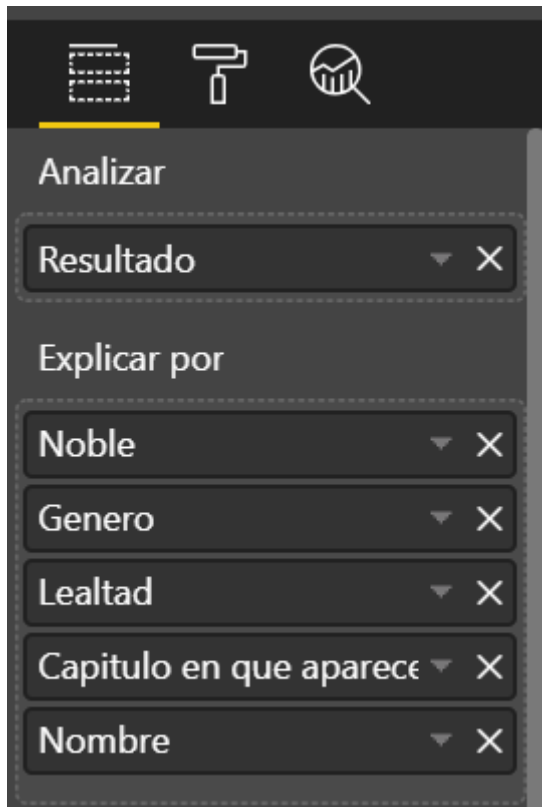 Analizar
Resultado
Explicar por
Noble
Genero
Lealtad
Capitulo en que aparece
Nombre